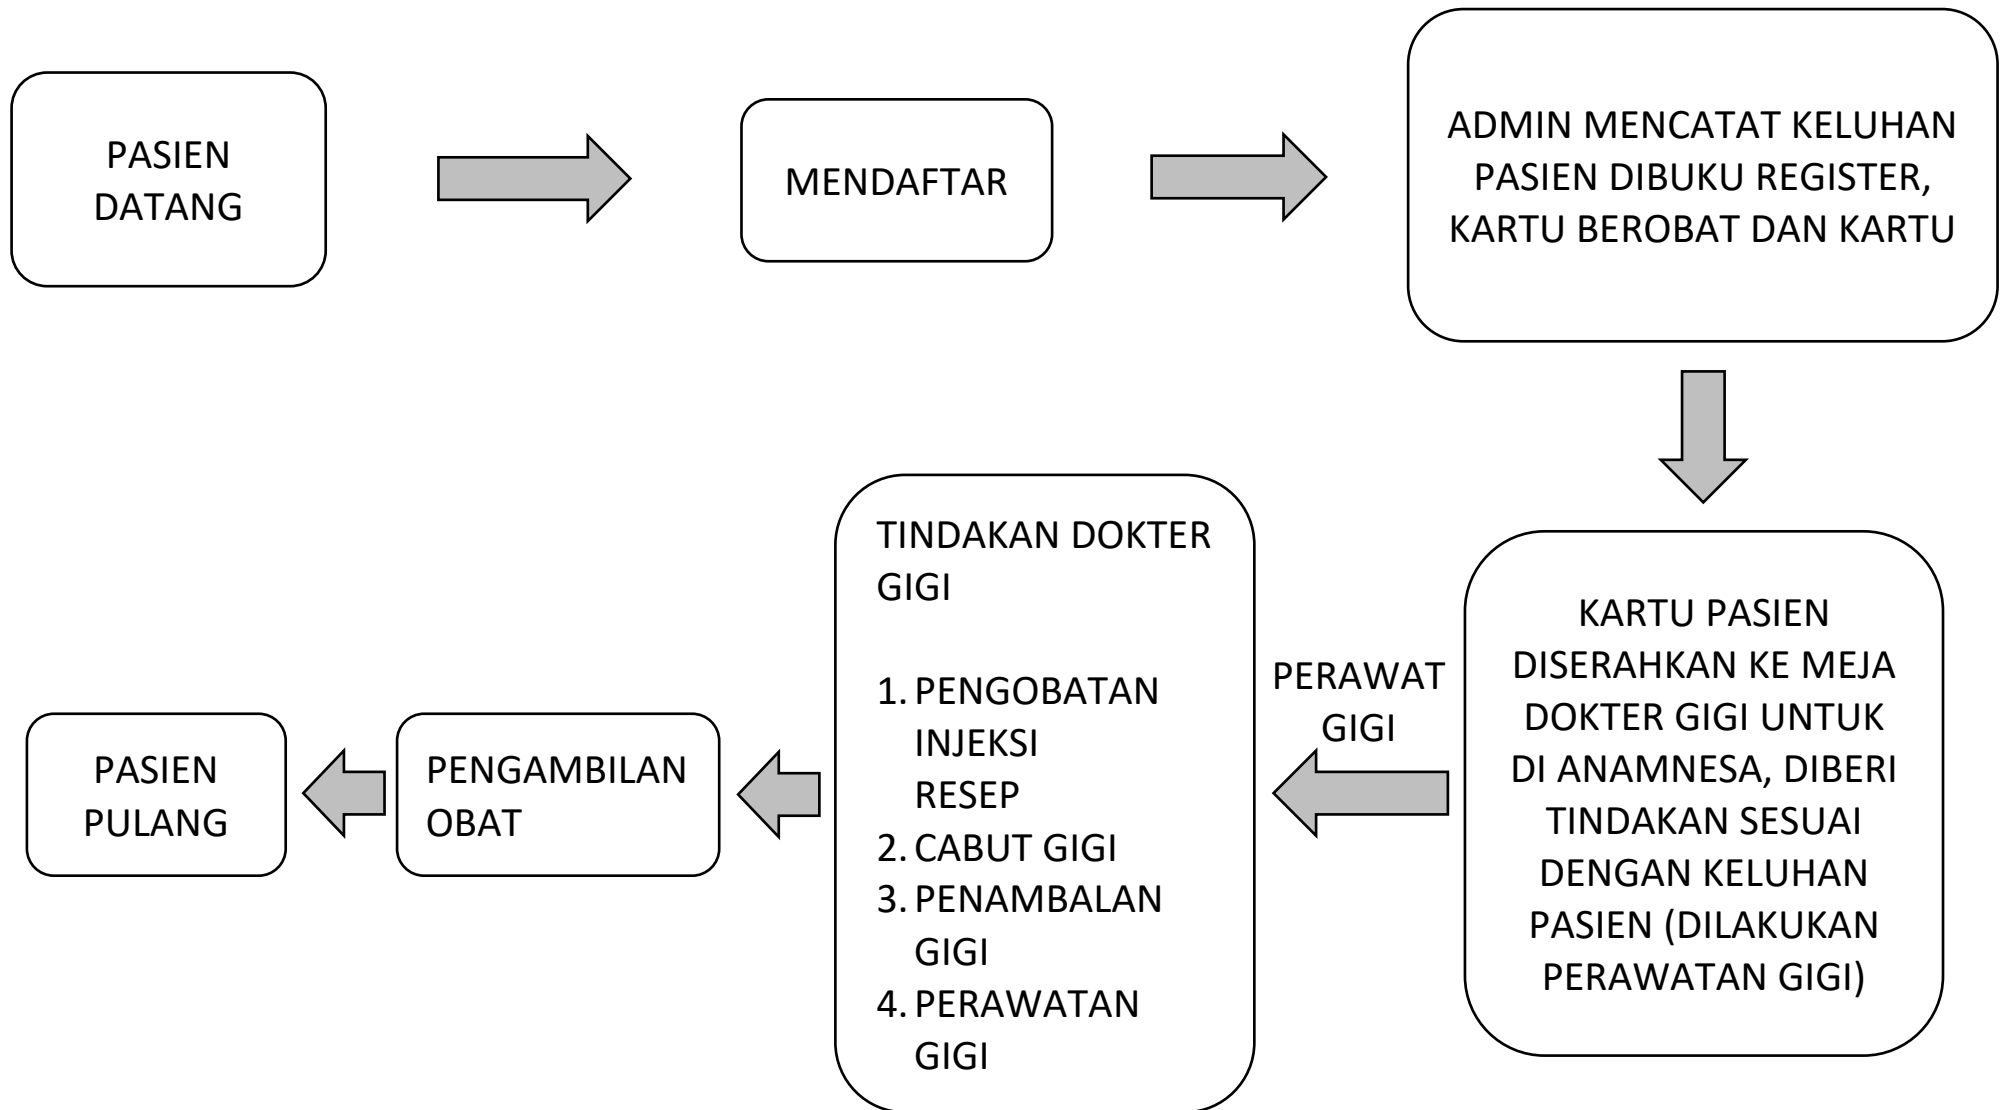 PASIEN
DATANG
MENDAFTAR
ADMIN MENCATAT KELUHAN
PASIEN DIBUKU REGISTER,
KARTU BEROBAT DAN KARTU
KARTU PASIEN
DISERAHKAN KE MEJA
DOKTER GIGI UNTUK
DI ANAMNESA, DIBERI
TINDAKAN SESUAI
DENGAN KELUHAN
PASIEN (DILAKUKAN
PERAWATAN GIGI)
PERAWAT
GIGI
TINDAKAN DOKTER
GIGI
1. PENGOBATAN
INJEKSI
RESEP
2. CABUT GIGI
3. PENAMBALAN
GIGI
4. PERAWATAN
GIGI
PENGAMBILAN
OBAT
PASIEN
PULANG